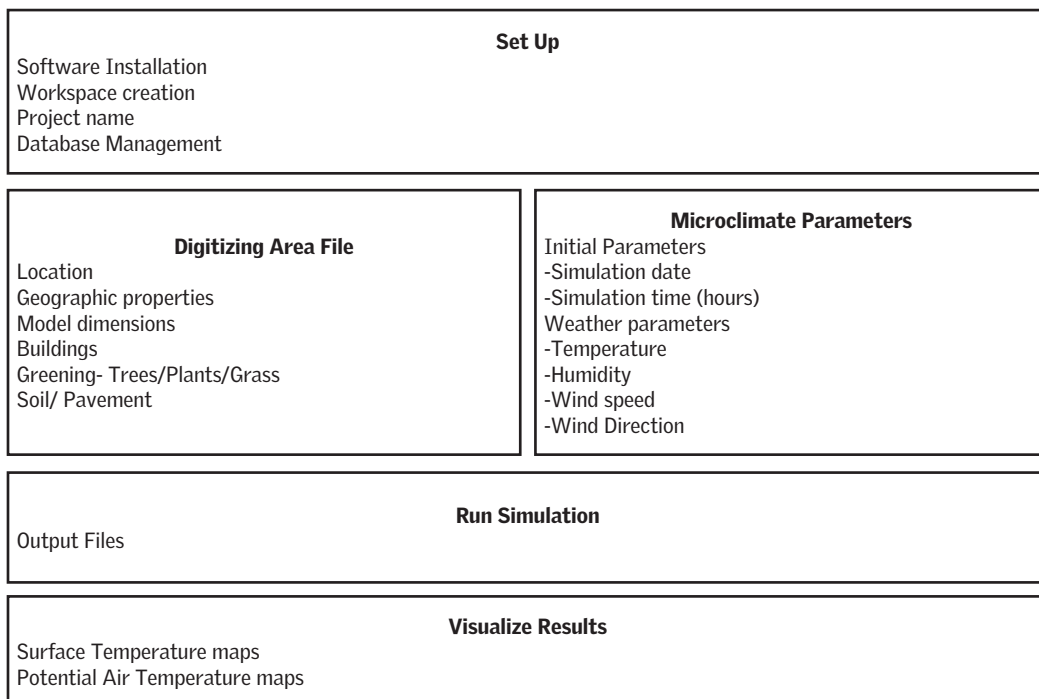 Set Up
Software Installation
Workspace creation
Project name
Database Management
Digitizing Area File
Location
Geographic properties
Model dimensions
Buildings
Greening- Trees/Plants/Grass
Soil/ Pavement
Microclimate Parameters
Initial Parameters
-Simulation date
-Simulation time (hours)
Weather parameters
-Temperature
-Humidity
-Wind speed
-Wind Direction
Run Simulation
Output Files
Visualize Results
Surface Temperature maps
Potential Air Temperature maps